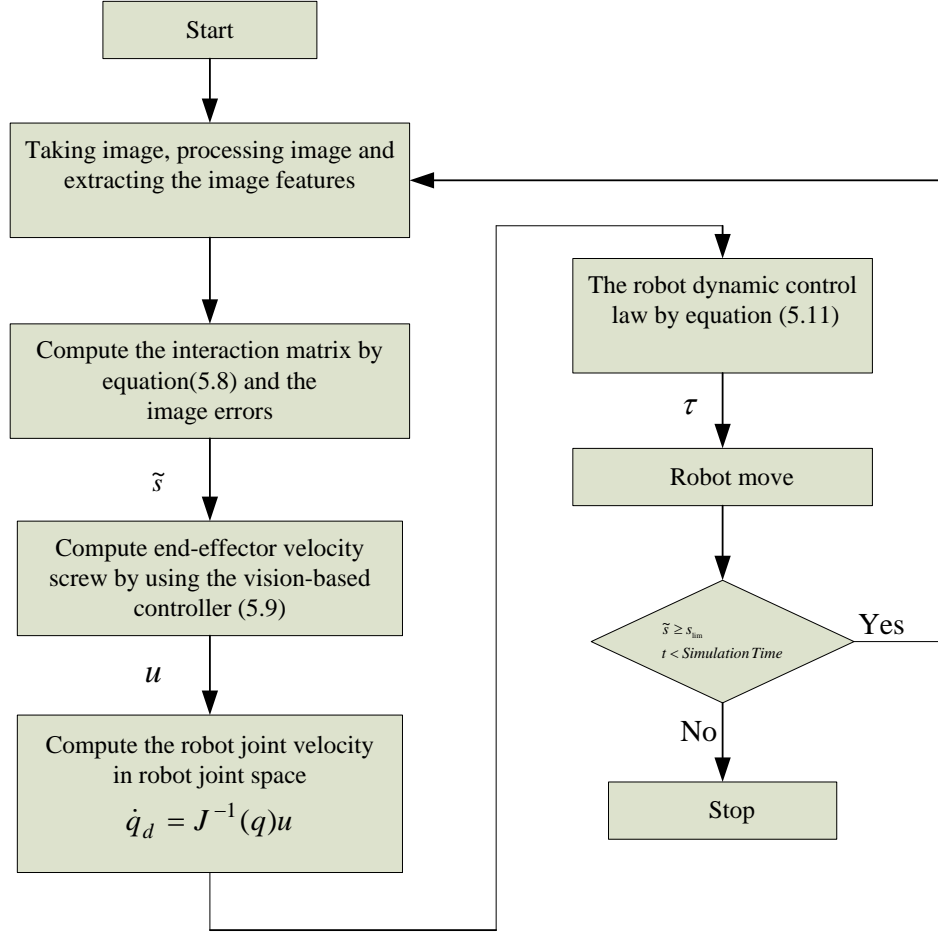 Start
Taking image, processing image and
extracting the image features
Compute the interaction matrix by
equation(5.8) and the
image errors
s̃
Compute end-effector velocity
screw by using the vision-based
controller (5.9)
u
Compute the robot joint velocity
in robot joint space
q̇_d = J⁻¹(q)u
The robot dynamic control
law by equation (5.11)
τ
Robot move
s̃ ≥ s_lim
t < Simulation Time
Yes
No
Stop